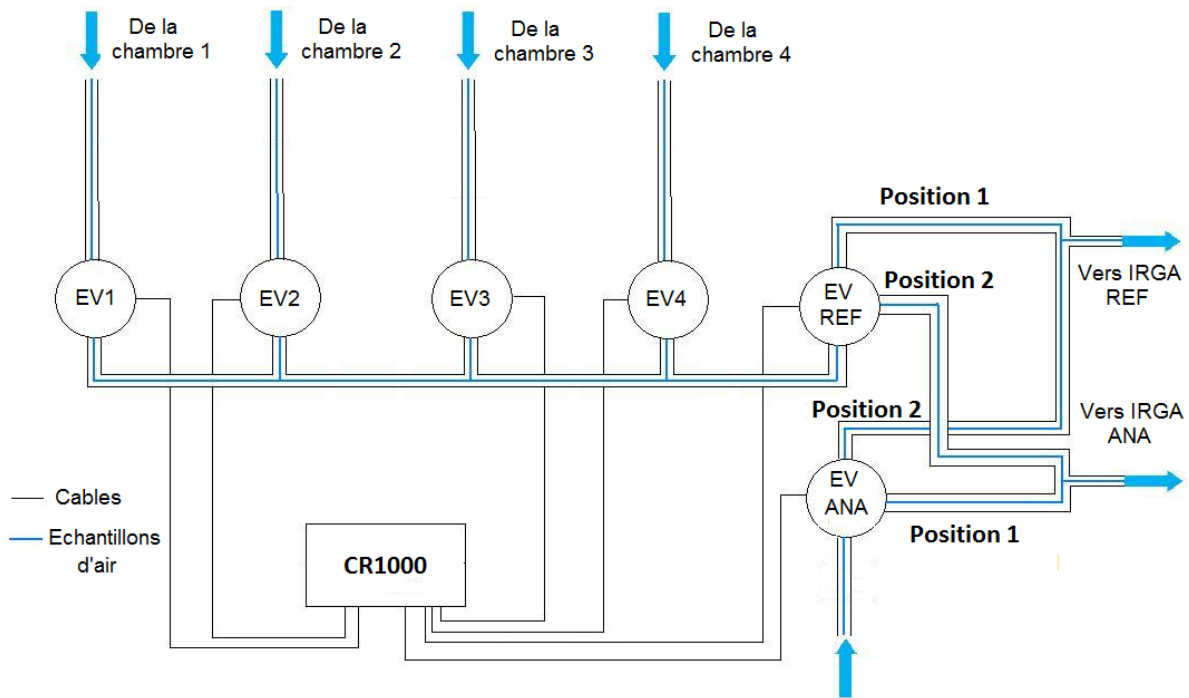 De la
chambre 1
De la
chambre 2
De la
chambre 3
De la
chambre 4
Position 1
Vers IRGA
REF
Position 2
EV1
EV2
EV3
EV4
EV
REF
Position 2
Vers IRGA
ANA
EV
ANA
Position 1
Cables
Echantillons
d'air
CR1000